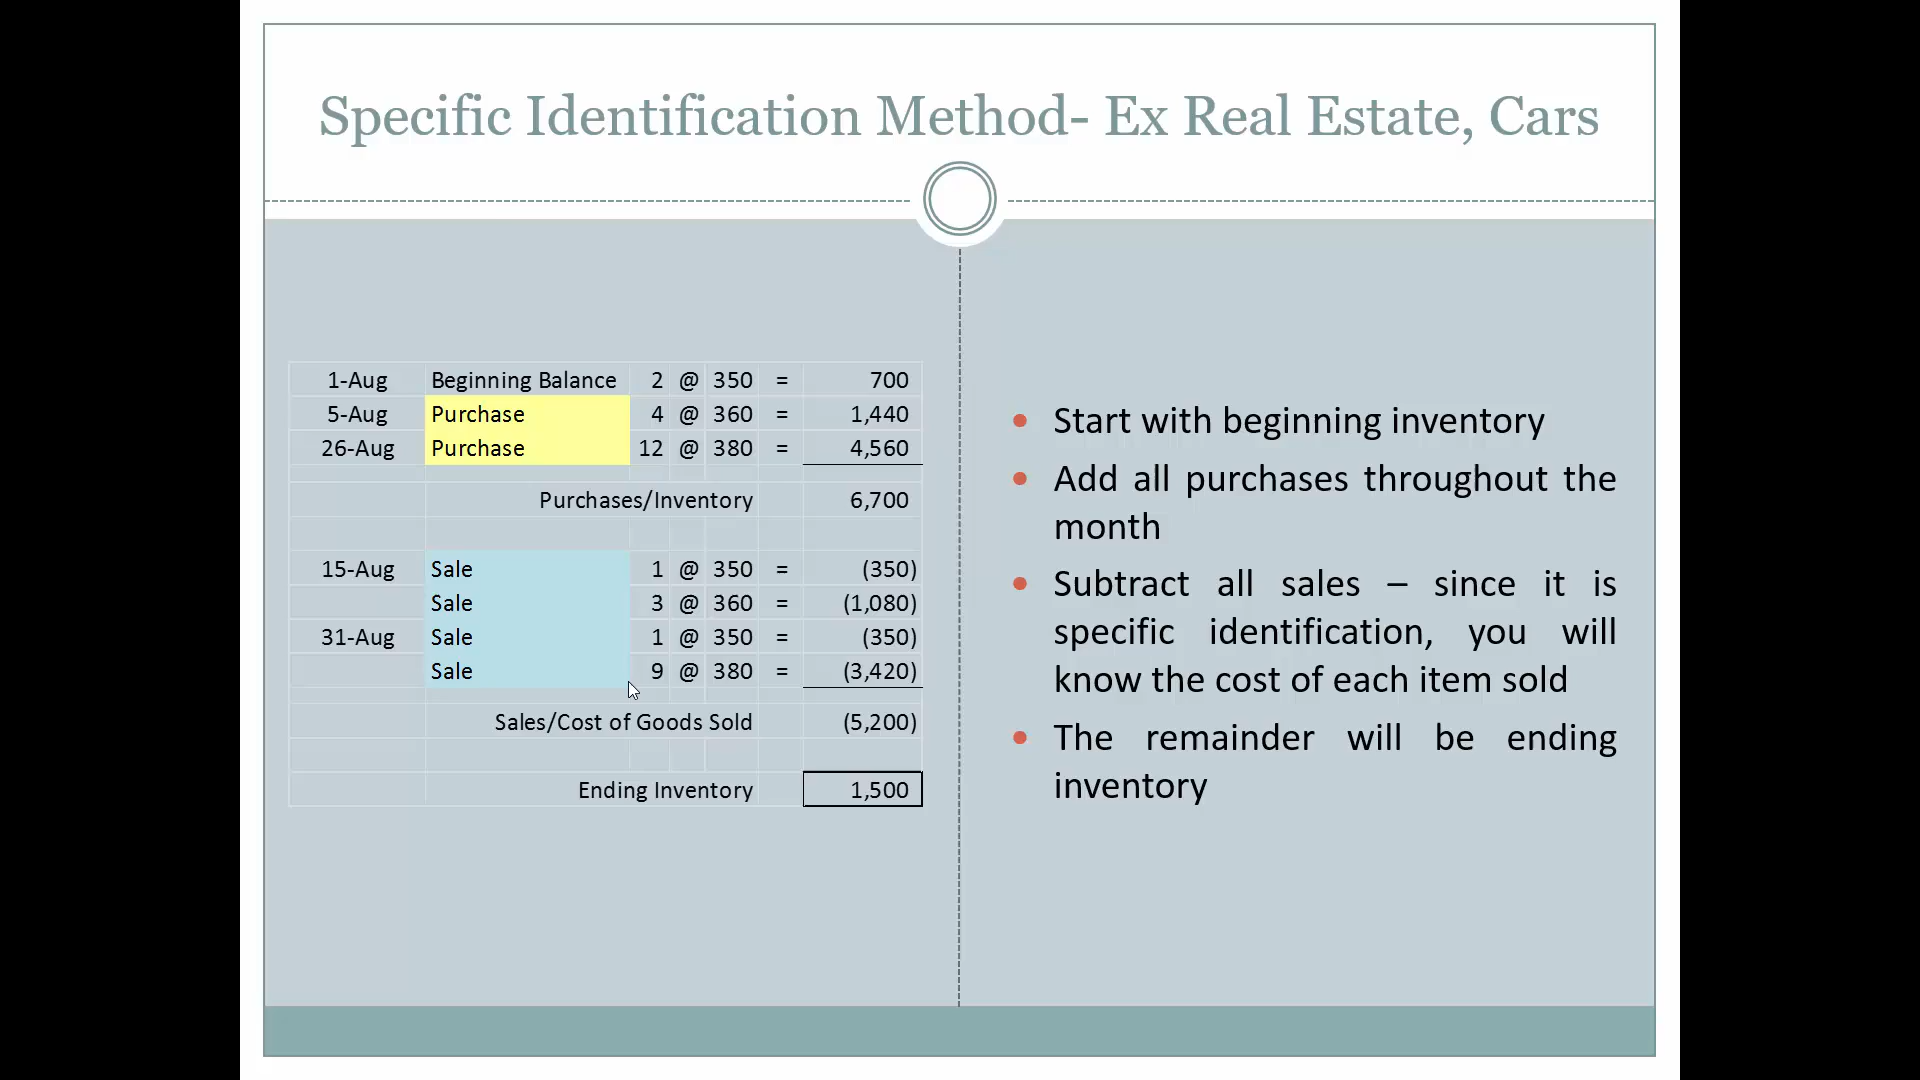 Specific Identification Method- Ex Real Estate, Cars
1-Aug Beginning Balance 2 @ 350 = 700
5-Aug Purchase 4 @ 360 = 1,440
26-Aug Purchase 12 @ 380 = 4,560
Purchases/Inventory 6,700
15-Aug Sale 1 @ 350 = (350)
Sale 3 @ 360 = (1,080)
31-Aug Sale 1 @ 350 = (350)
Sale 9 @ 380 = (3,420)
Sales/Cost of Goods Sold (5,200)
Ending Inventory 1,500
• Start with beginning inventory
• Add all purchases throughout the
month
• Subtract all sales – since it is
specific identification, you will
know the cost of each item sold
• The remainder will be ending
inventory